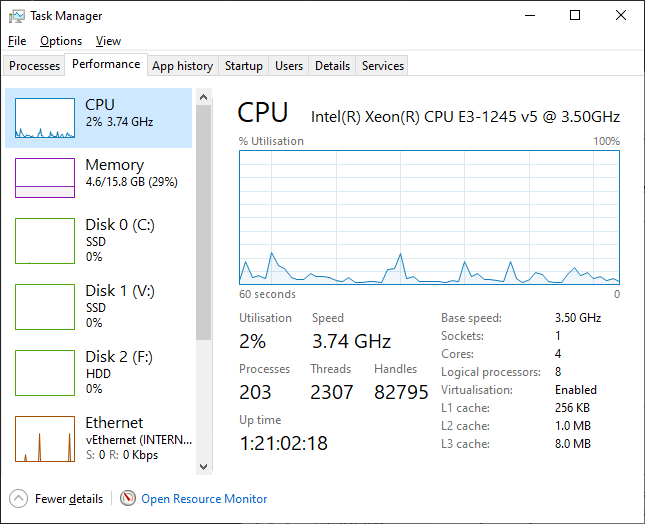 Task Manager
File Options View
Processes Performance App history Startup Users Details Services
CPU
2% 3.74 GHz
Memory
4.6/15.8 GB (29%)
Disk 0 (C:)
SSD
0%
Disk 1 (V:)
SSD
0%
Disk 2 (F:)
HDD
0%
Ethernet
vEthernet (INTERN...
S: 0 R: 0 Kbps
CPU Intel(R) Xeon(R) CPU E3-1245 v5 @ 3.50GHz
% Utilisation 100%
60 seconds 0
Utilisation Speed
2% 3.74 GHz
Processes Threads Handles
203 2307 82795
Up time
1:21:02:18
Base speed: 3.50 GHz
Sockets: 1
Cores: 4
Logical processors: 8
Virtualisation: Enabled
L1 cache: 256 KB
L2 cache: 1.0 MB
L3 cache: 8.0 MB
Fewer details Open Resource Monitor